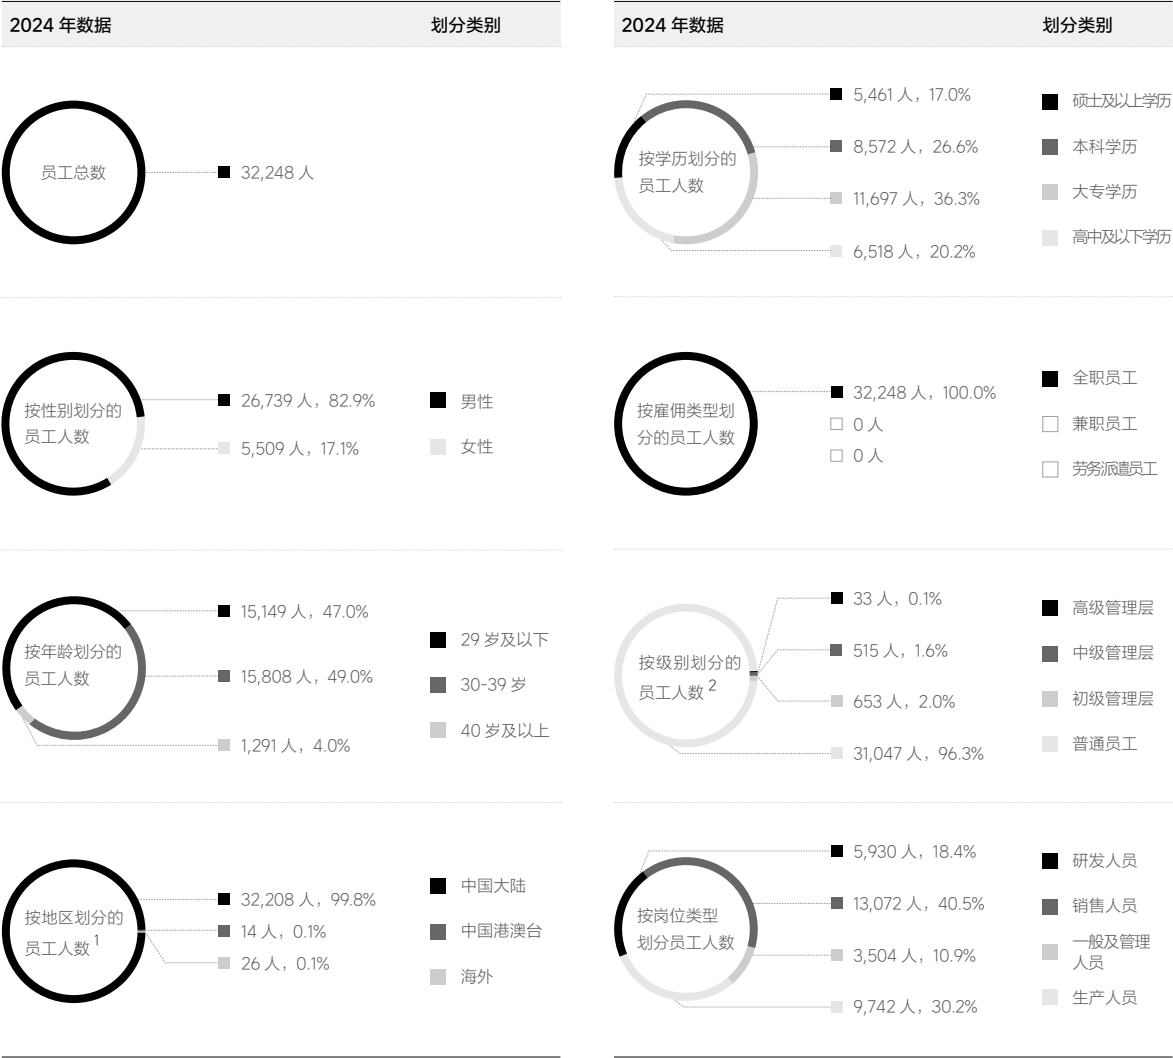 2024 年数据 划分类别
员工总数
32,248 人
按性别划分的
员工人数
26,739 人，82.9%
5,509 人，17.1%
男性
女性
按年龄划分的
员工人数
15,149 人，47.0%
15,808 人，49.0%
1,291 人，4.0%
29 岁及以下
30-39 岁
40 岁及以上
按地区划分的
员工人数 1
32,208 人，99.8%
14 人，0.1%
26 人，0.1%
中国大陆
中国港澳台
海外
2024 年数据 划分类别
按学历划分的
员工人数
5,461 人，17.0%
8,572 人，26.6%
11,697 人，36.3%
6,518 人，20.2%
硕士及以上学历
本科学历
大专学历
高中及以下学历
按雇佣类型划
分的员工人数
32,248 人，100.0%
0 人
0 人
全职员工
兼职员工
劳务派遣员工
按级别划分的
员工人数 2
33 人，0.1%
515 人，1.6%
653 人，2.0%
31,047 人，96.3%
高级管理层
中级管理层
初级管理层
普通员工
按岗位类型
划分员工人数
5,930 人，18.4%
13,072 人，40.5%
3,504 人，10.9%
9,742 人，30.2%
研发人员
销售人员
一般及管理
人员
生产人员